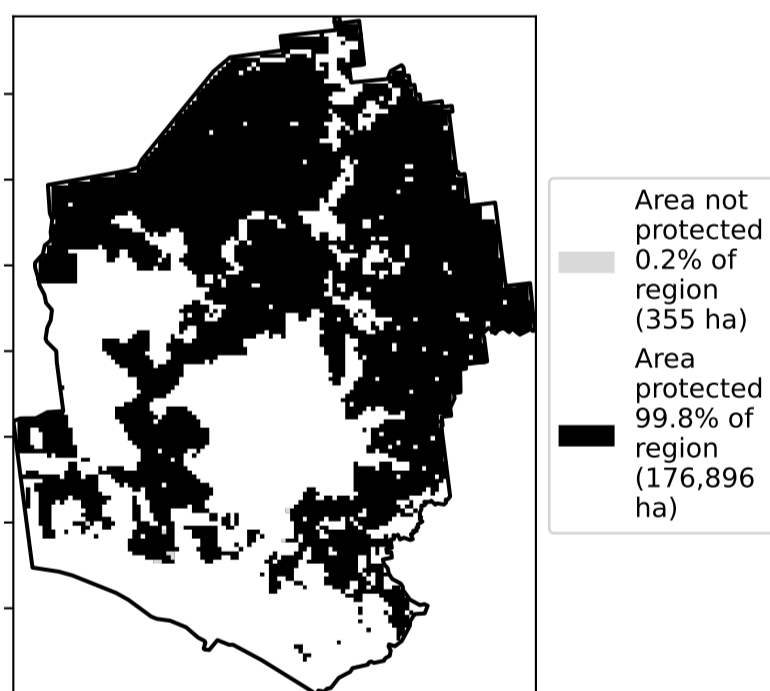 Area not
protected
0.2% of
region
(355 ha)
Area
protected
99.8% of
region
(176,896
ha)